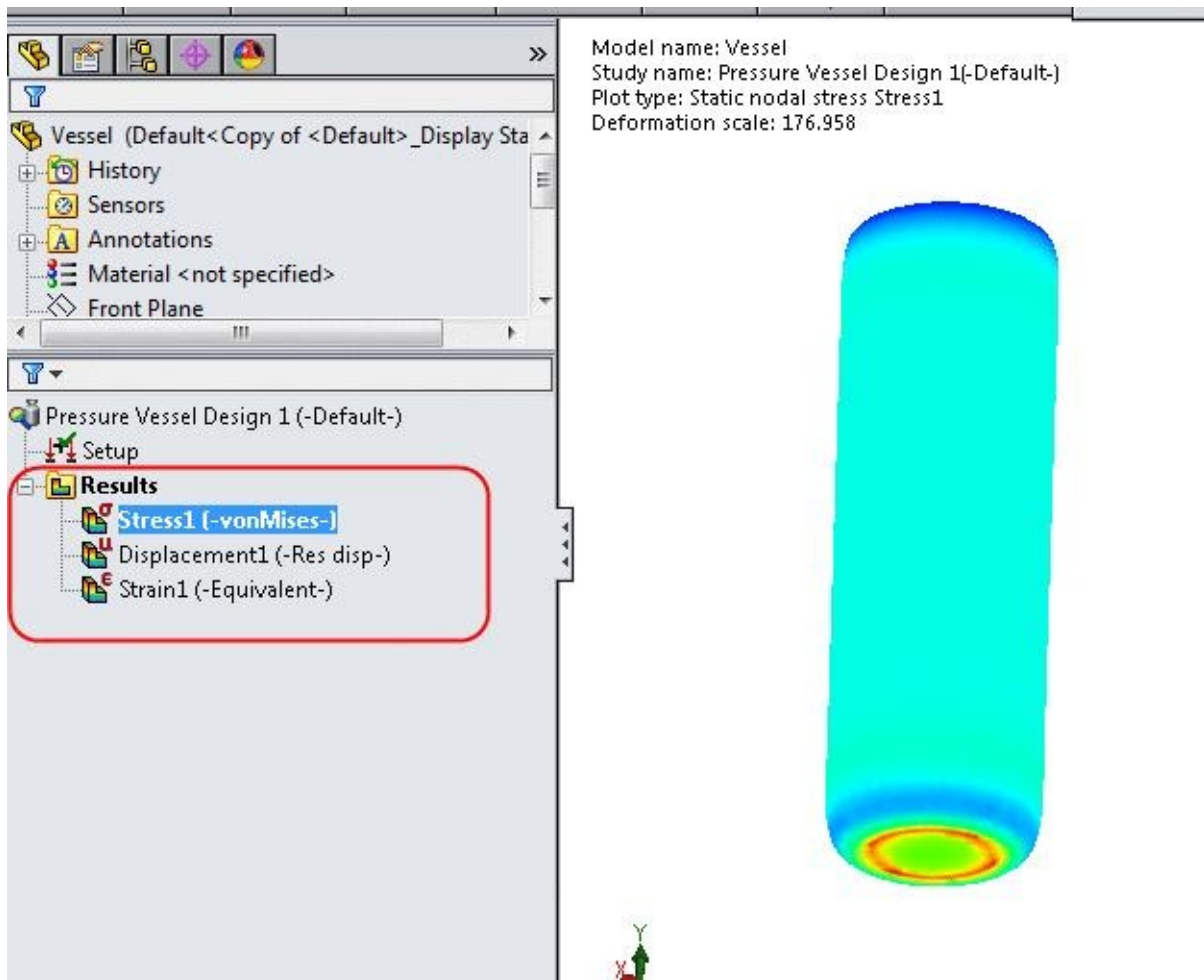 Vessel (Default<Copy of <Default>_Display Sta
History
Sensors
Annotations
Material <not specified>
Front Plane
Pressure Vessel Design 1 (-Default-)
Setup
Results
Stress1 (-vonMises-)
Displacement1 (-Res disp-)
Strain1 (-Equivalent-)
Model name: Vessel
Study name: Pressure Vessel Design 1(-Default-)
Plot type: Static nodal stress Stress1
Deformation scale: 176.958
Y
X